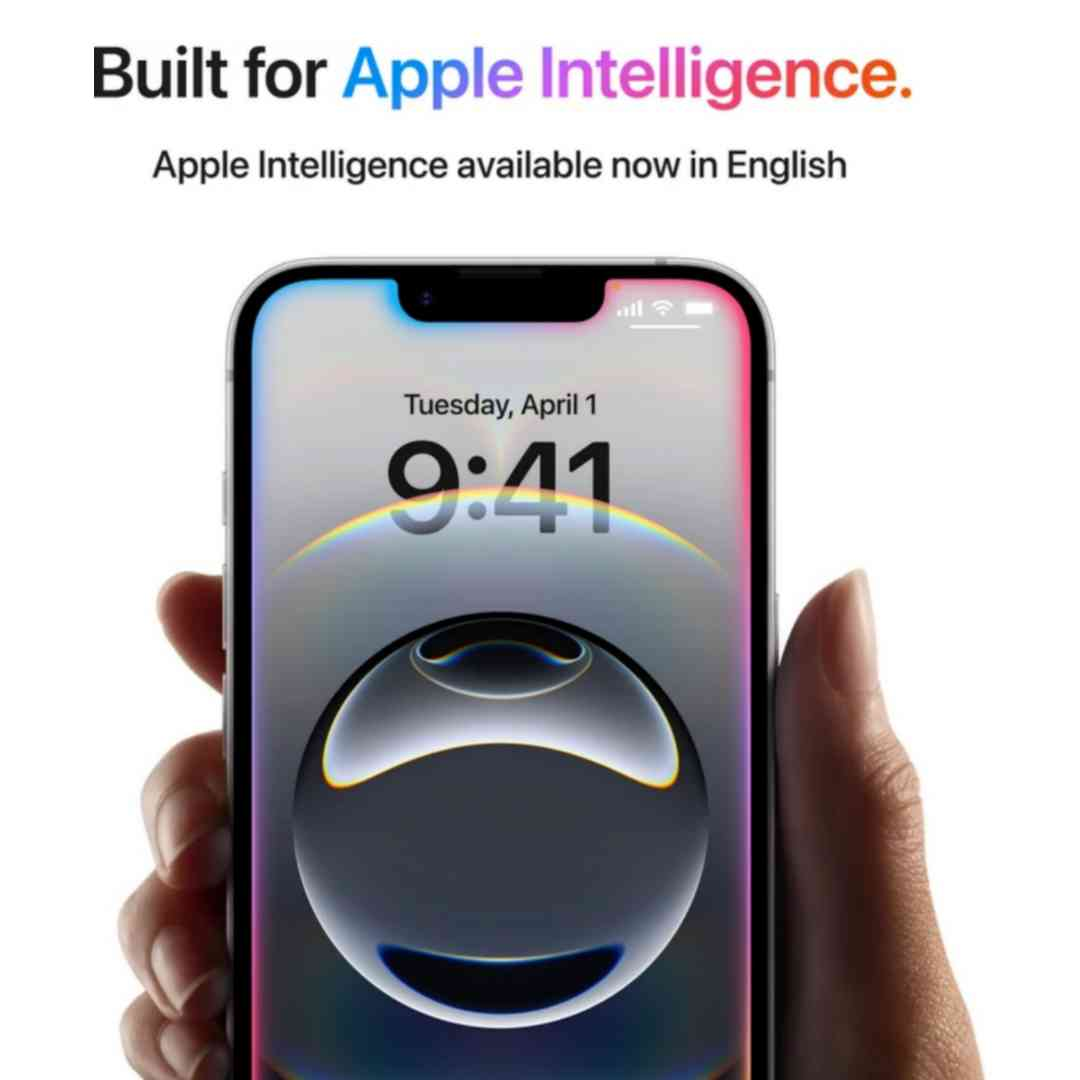 Built for Apple Intelligence.
Apple Intelligence available now in English
Tuesday, April 1
9:41